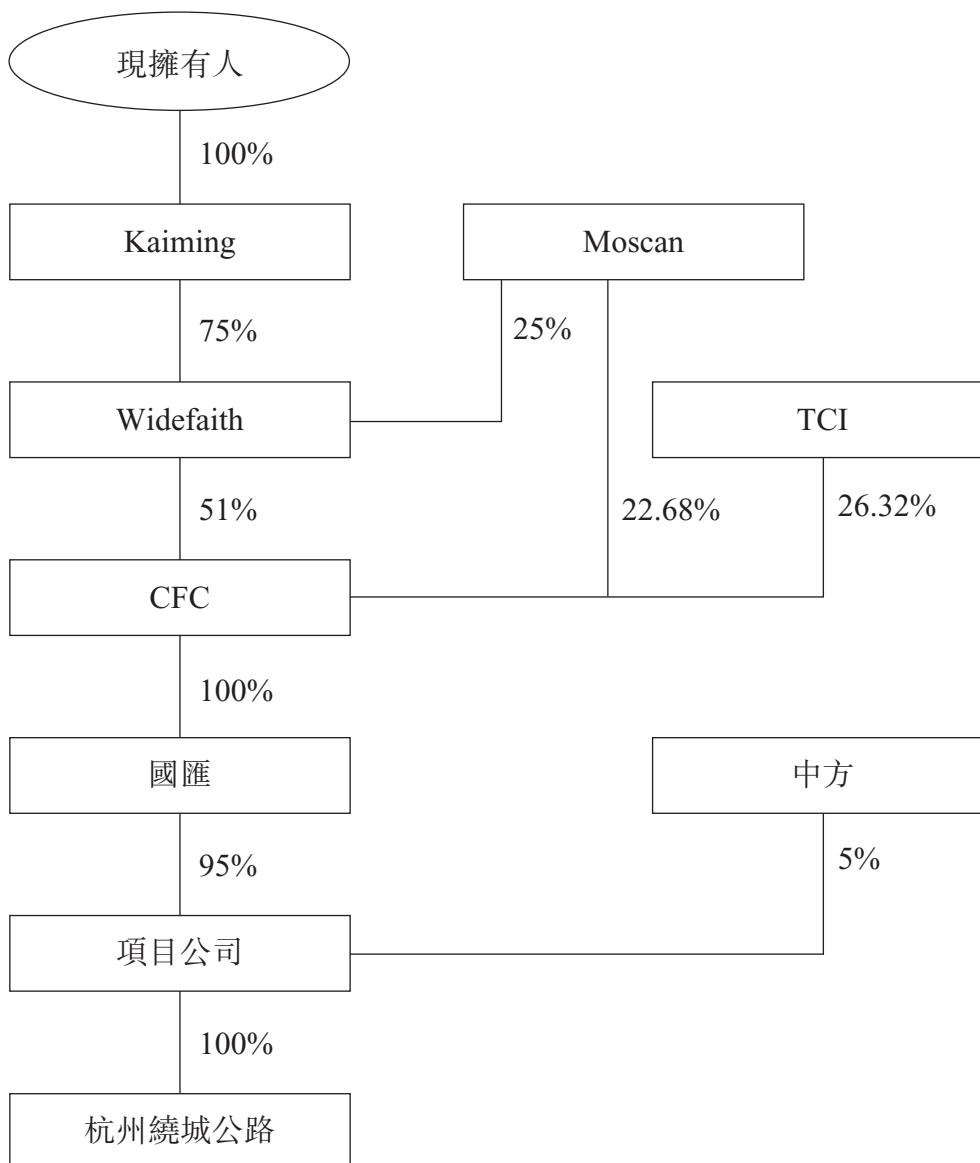 現擁有人
100%
Kaiming
Moscan
75%
25%
Widefaith
TCI
51%
22.68%
26.32%
CFC
100%
國匯
中方
95%
5%
項目公司
100%
杭州繞城公路